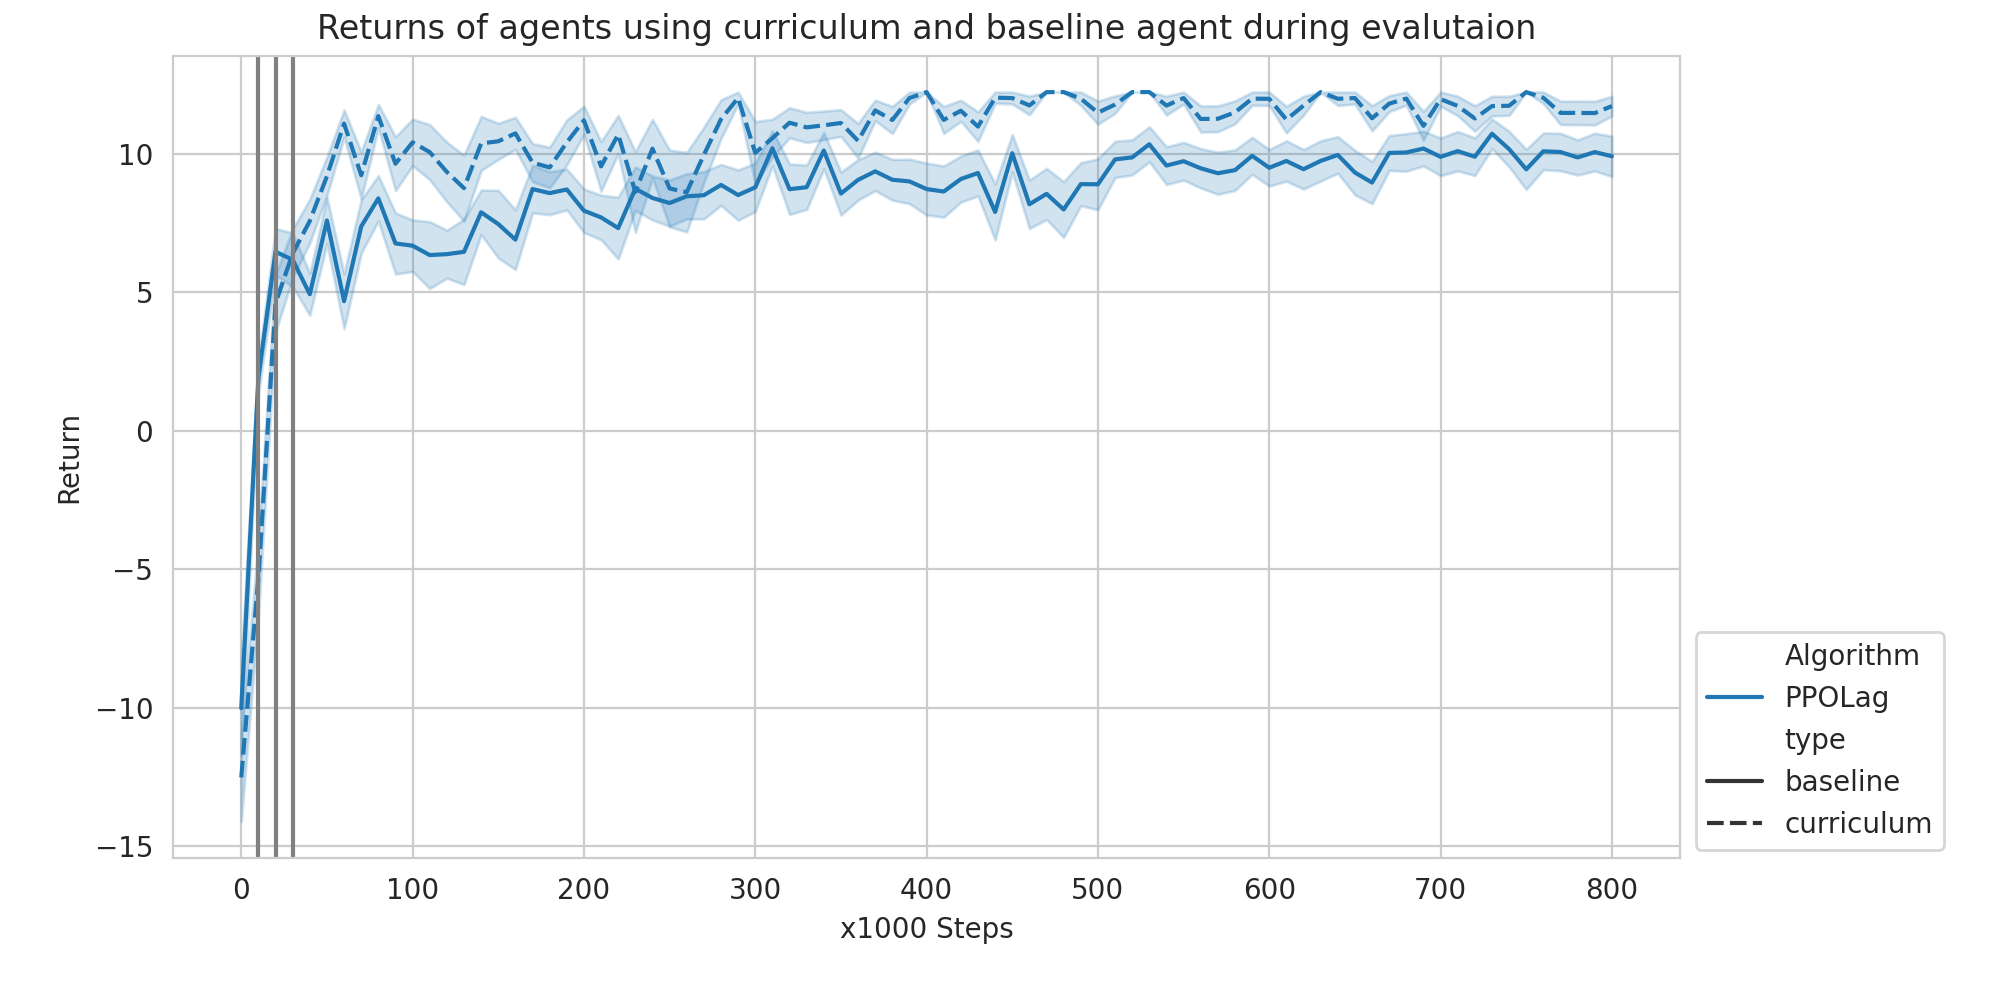 Returns of agents using curriculum and baseline agent during evalutaion
10
5
0
−5
−10
−15
Return
0 100 200 300 400 500 600 700 800
x1000 Steps
Algorithm
PPOLag
type
baseline
curriculum